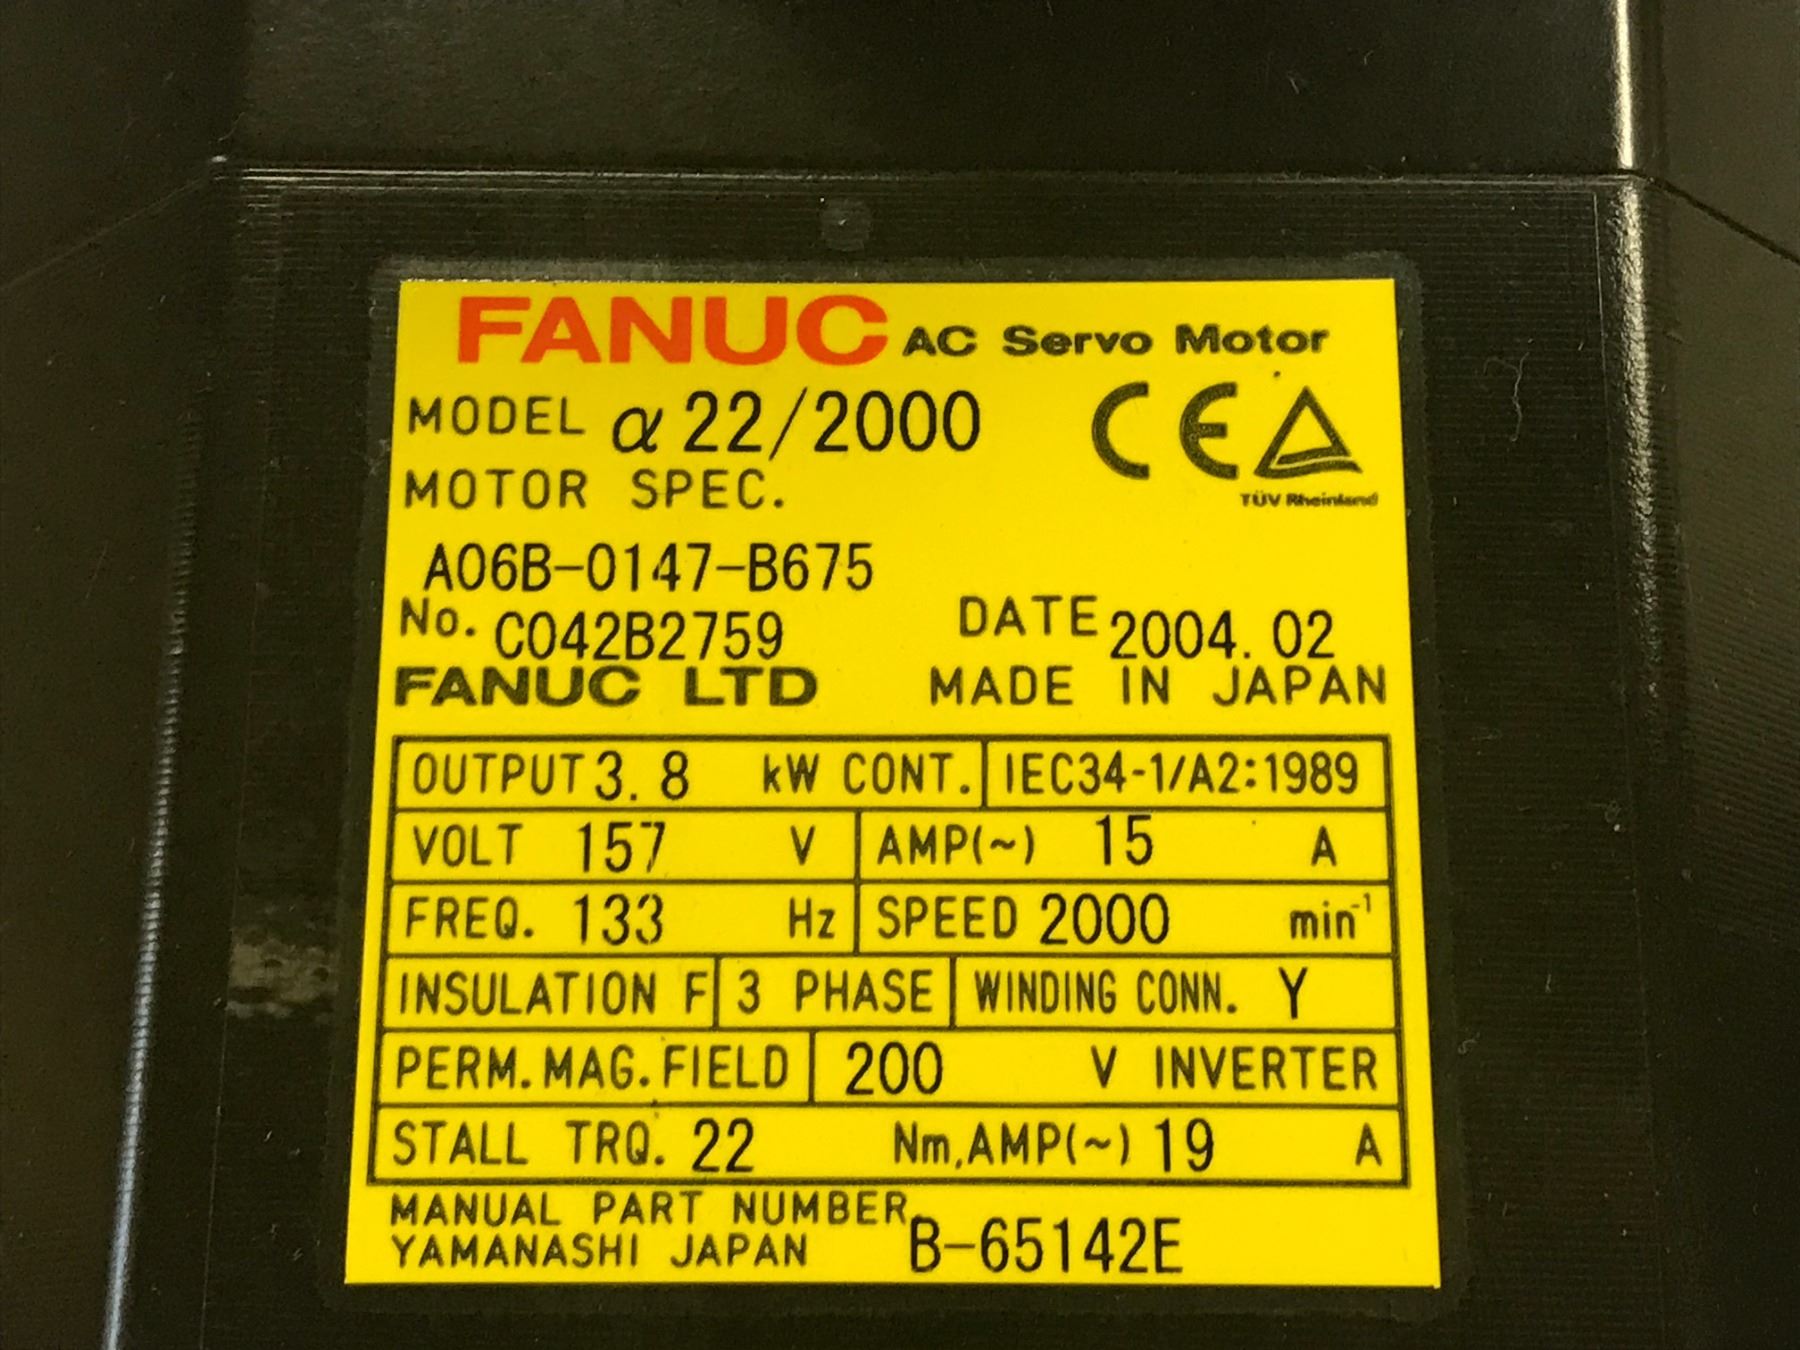 FANUC AC Servo Motor
MODEL α22/2000 CE
MOTOR SPEC. TÜV Rheinland
A06B-0147-B675
No. C042B2759 DATE 2004.02
FANUC LTD MADE IN JAPAN
OUTPUT 3.8 kW CONT. IEC34-1/A2:1989
VOLT 157 V AMP(~) 15 A
FREQ. 133 Hz SPEED 2000 min⁻¹
INSULATION F 3 PHASE WINDING CONN. Y
PERM.MAG.FIELD 200 V INVERTER
STALL TRQ. 22 Nm,AMP(~) 19 A
MANUAL PART NUMBER
YAMANASHI JAPAN B-65142E